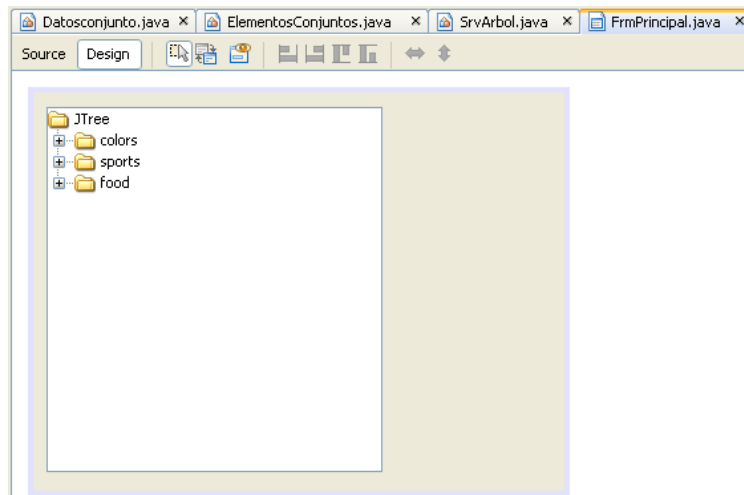 Datosconjunto.java ElementosConjuntos.java SrvArbol.java FrmPrincipal.java
Source Design
JTree
colors
sports
food